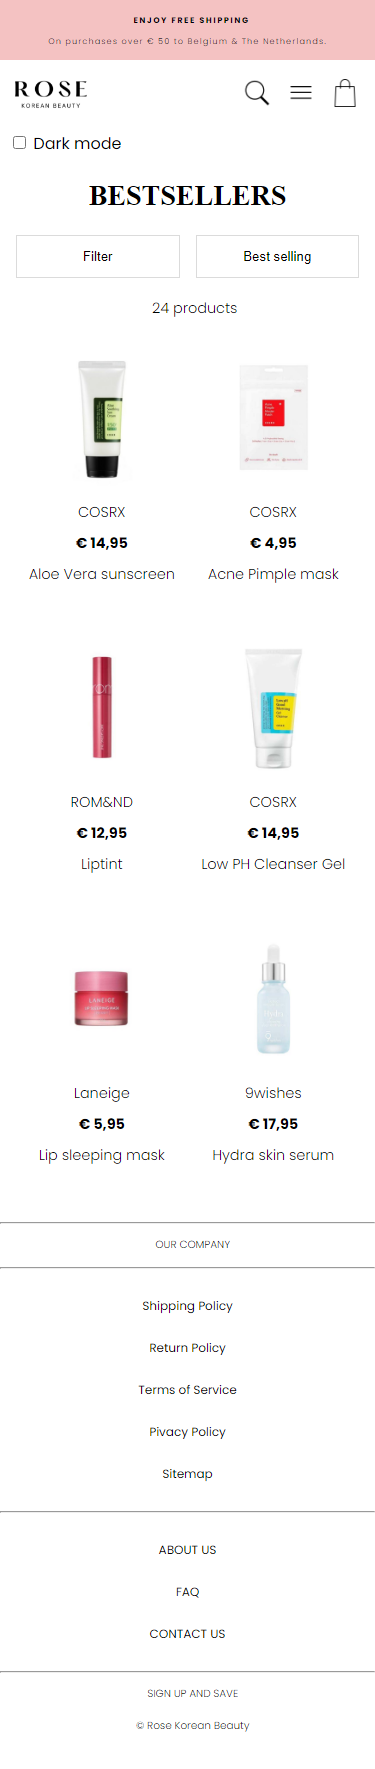 ENJOY FREE SHIPPING
On purchases over € 50 to Belgium & The Netherlands.
ROSE
KOREAN BEAUTY
Dark mode
BESTSELLERS
Filter
Best selling
24 products
COSRX
€ 14,95
Aloe Vera sunscreen
COSRX
€ 4,95
Acne Pimple mask
ROM&ND
€ 12,95
Liptint
COSRX
€ 14,95
Low PH Cleanser Gel
LANEIGE
Laneige
€ 5,95
Lip sleeping mask
9wishes
€ 17,95
Hydra skin serum
OUR COMPANY
Shipping Policy
Return Policy
Terms of Service
Pivacy Policy
Sitemap
ABOUT US
FAQ
CONTACT US
SIGN UP AND SAVE
© Rose Korean Beauty